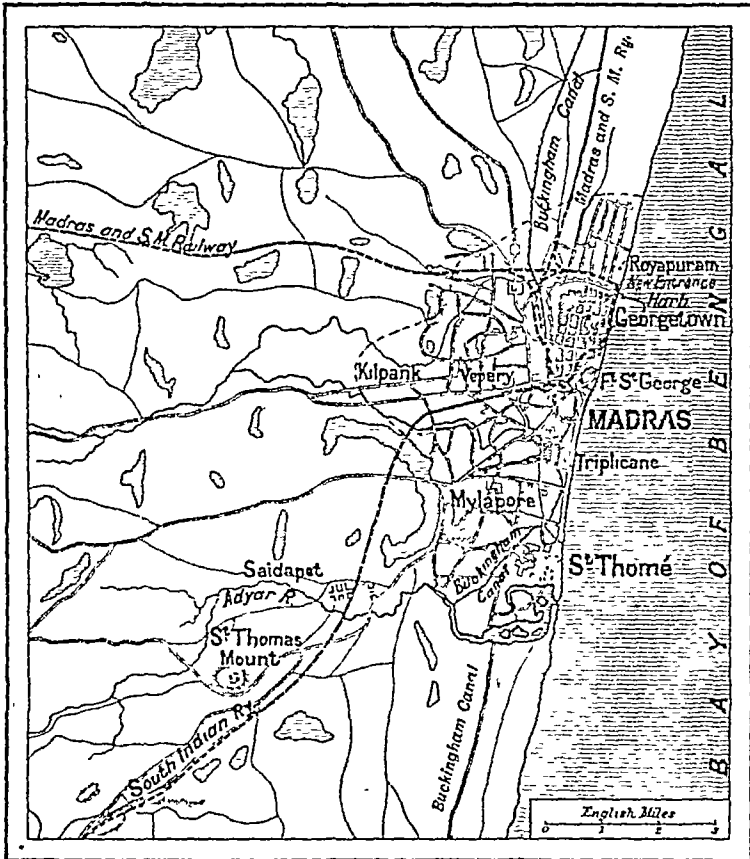 Buckingham Canal
Madras and S. M. Ry.
Madras and S.M. Railway
Royapuram
New Entrance
Harb.
Georgetown
Kilpank
Vepery
Ft. St. George
MADRAS
Triplicane
Mylapore
Buckingham
Canal
St. Thomé
Saidapet
Adyar R.
St. Thomas
Mount
South Indian Ry.
Buckingham Canal
BAY OF BENGAL
English Miles
0 1 2 3